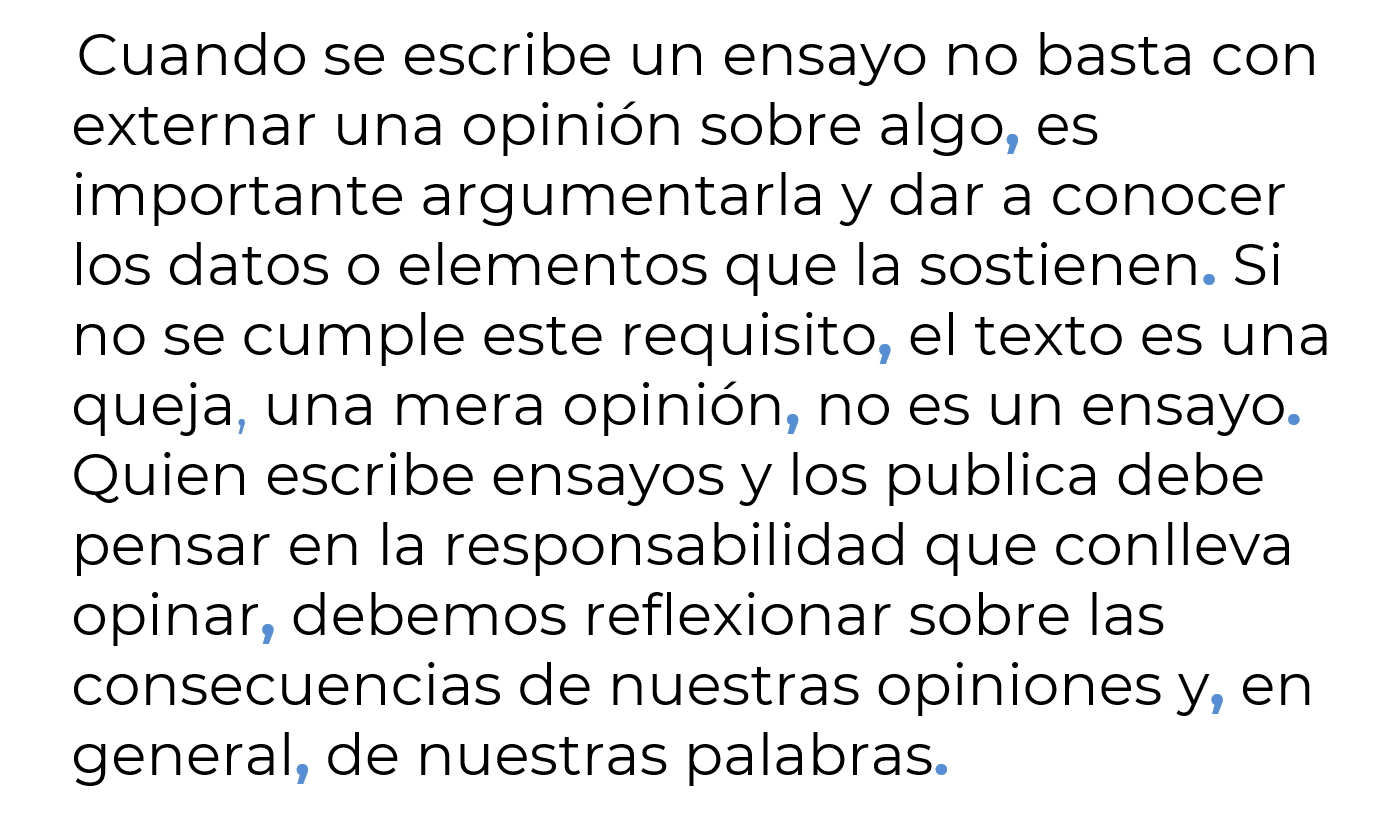 Cuando se escribe un ensayo no basta con
externar una opinión sobre algo, es
importante argumentarla y dar a conocer
los datos o elementos que la sostienen. Si
no se cumple este requisito, el texto es una
queja, una mera opinión, no es un ensayo.
Quien escribe ensayos y los publica debe
pensar en la responsabilidad que conlleva
opinar, debemos reflexionar sobre las
consecuencias de nuestras opiniones y, en
general, de nuestras palabras.